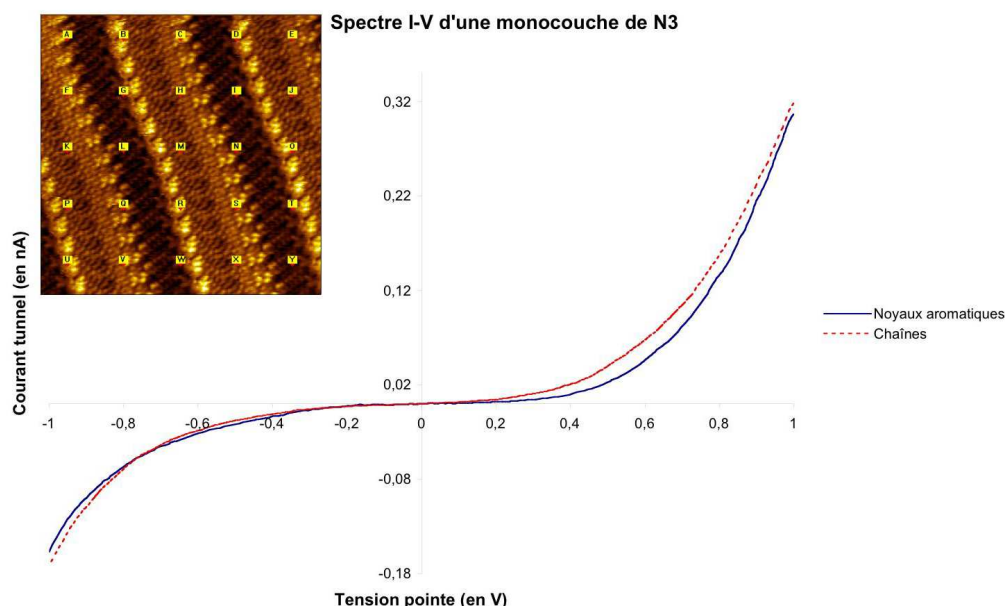 Spectre I-V d'une monocouche de N3
A B C D E
F G H I J
K L M N O
P Q R S T
U V W X Y
Courant tunnel (en nA)
0,32
0,22
0,12
0,02
-1 -0,8 -0,6 -0,4 -0,2 0 0,2 0,4 0,6 0,8 1
-0,08
-0,18
Tension pointe (en V)
Noyaux aromatiques
Chaînes